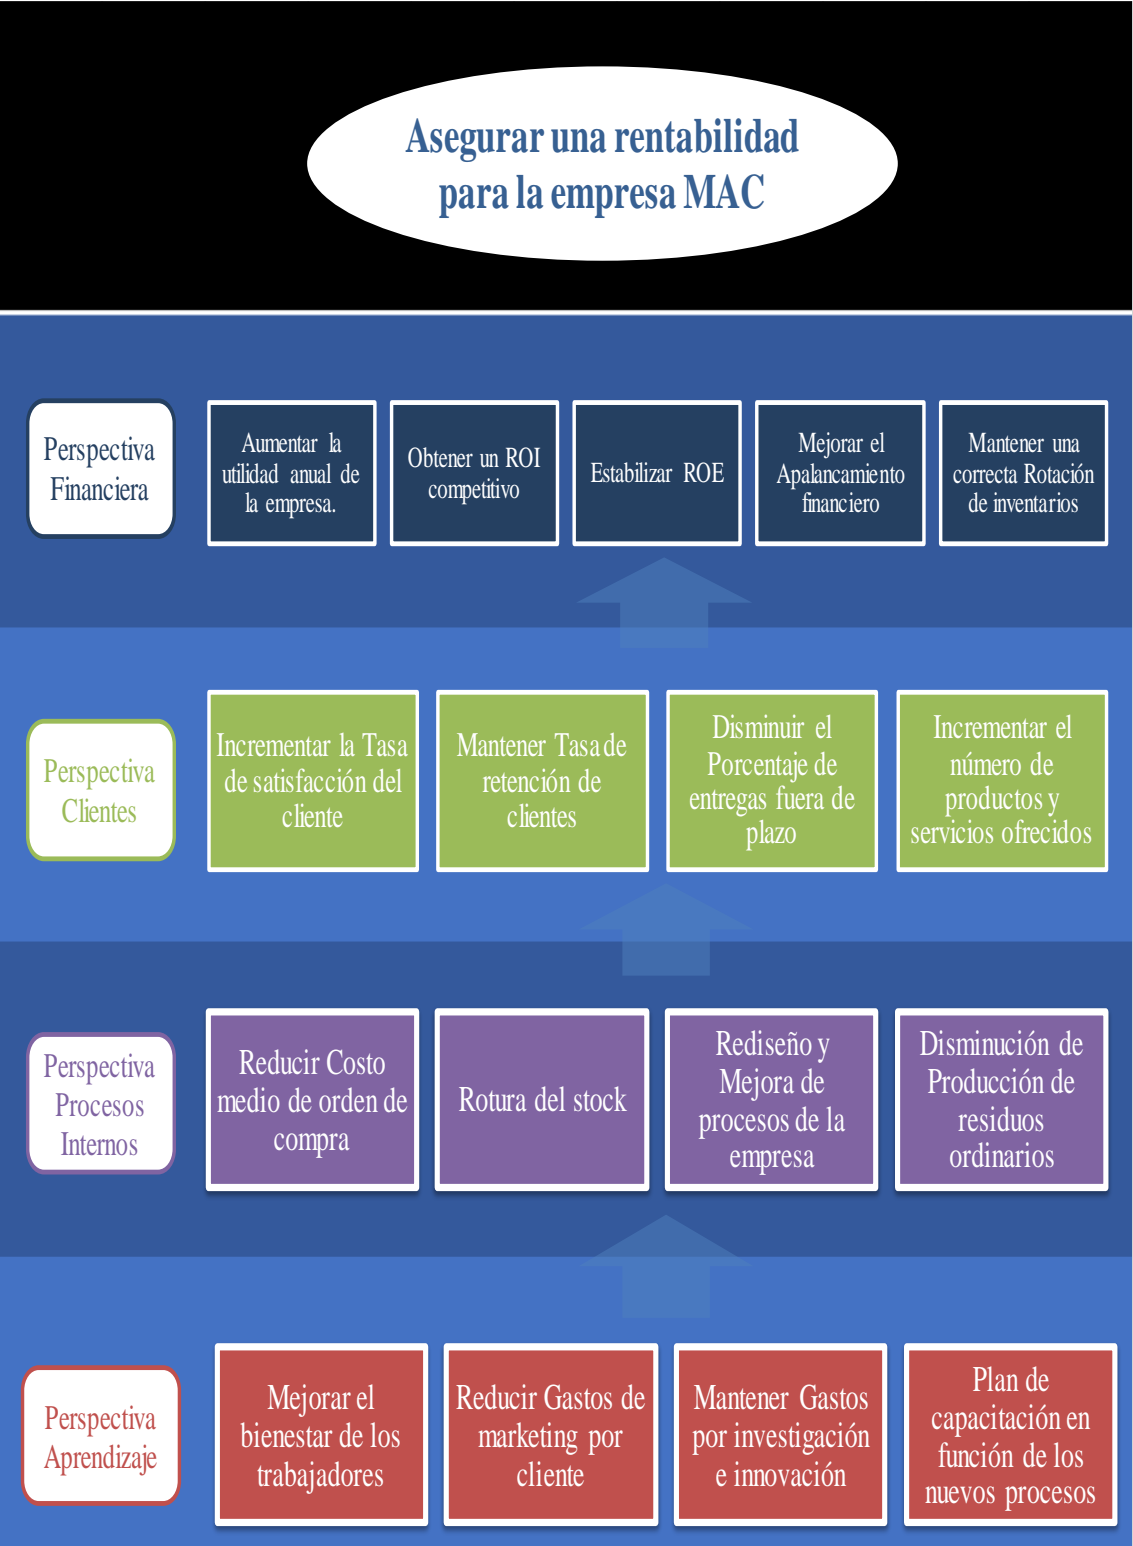 Asegurar una rentabilidad
para la empresa MAC
Perspectiva
Financiera
Aumentar la
utilidad anual de
la empresa.
Obtener un ROI
competitivo
Estabilizar ROE
Mejorar el
Apalancamiento
financiero
Mantener una
correcta Rotación
de inventarios
Perspectiva
Clientes
Incrementar la Tasa
de satisfacción del
cliente
Mantener Tasa de
retención de
clientes
Disminuir el
Porcentaje de
entregas fuera de
plazo
Incrementar el
número de
productos y
servicios ofrecidos
Perspectiva
Procesos
Internos
Reducir Costo
medio de orden de
compra
Rotura del stock
Rediseño y
Mejora de
procesos de la
empresa
Disminución de
Producción de
residuos
ordinarios
Perspectiva
Aprendizaje
Mejorar el
bienestar de los
trabajadores
Reducir Gastos de
marketing por
cliente
Mantener Gastos
por investigación
e innovación
Plan de
capacitación en
función de los
nuevos procesos